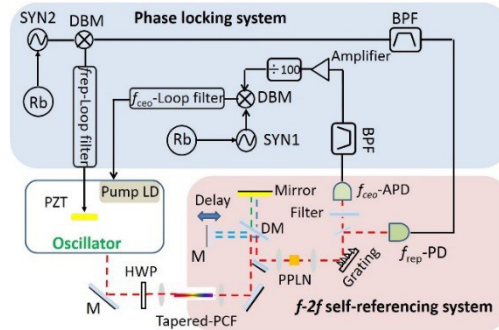 Phase locking system
SYN2
DBM
BPF
Amplifier
÷100
frep-Loop filter
fceo-Loop filter
DBM
Rb
Rb
SYN1
BPF
Pump LD
PZT
Oscillator
Mirror
Delay
DM
M
fceo-APD
Filter
frep-PD
PPLN
Grating
HWP
M
Tapered-PCF
f-2f self-referencing system